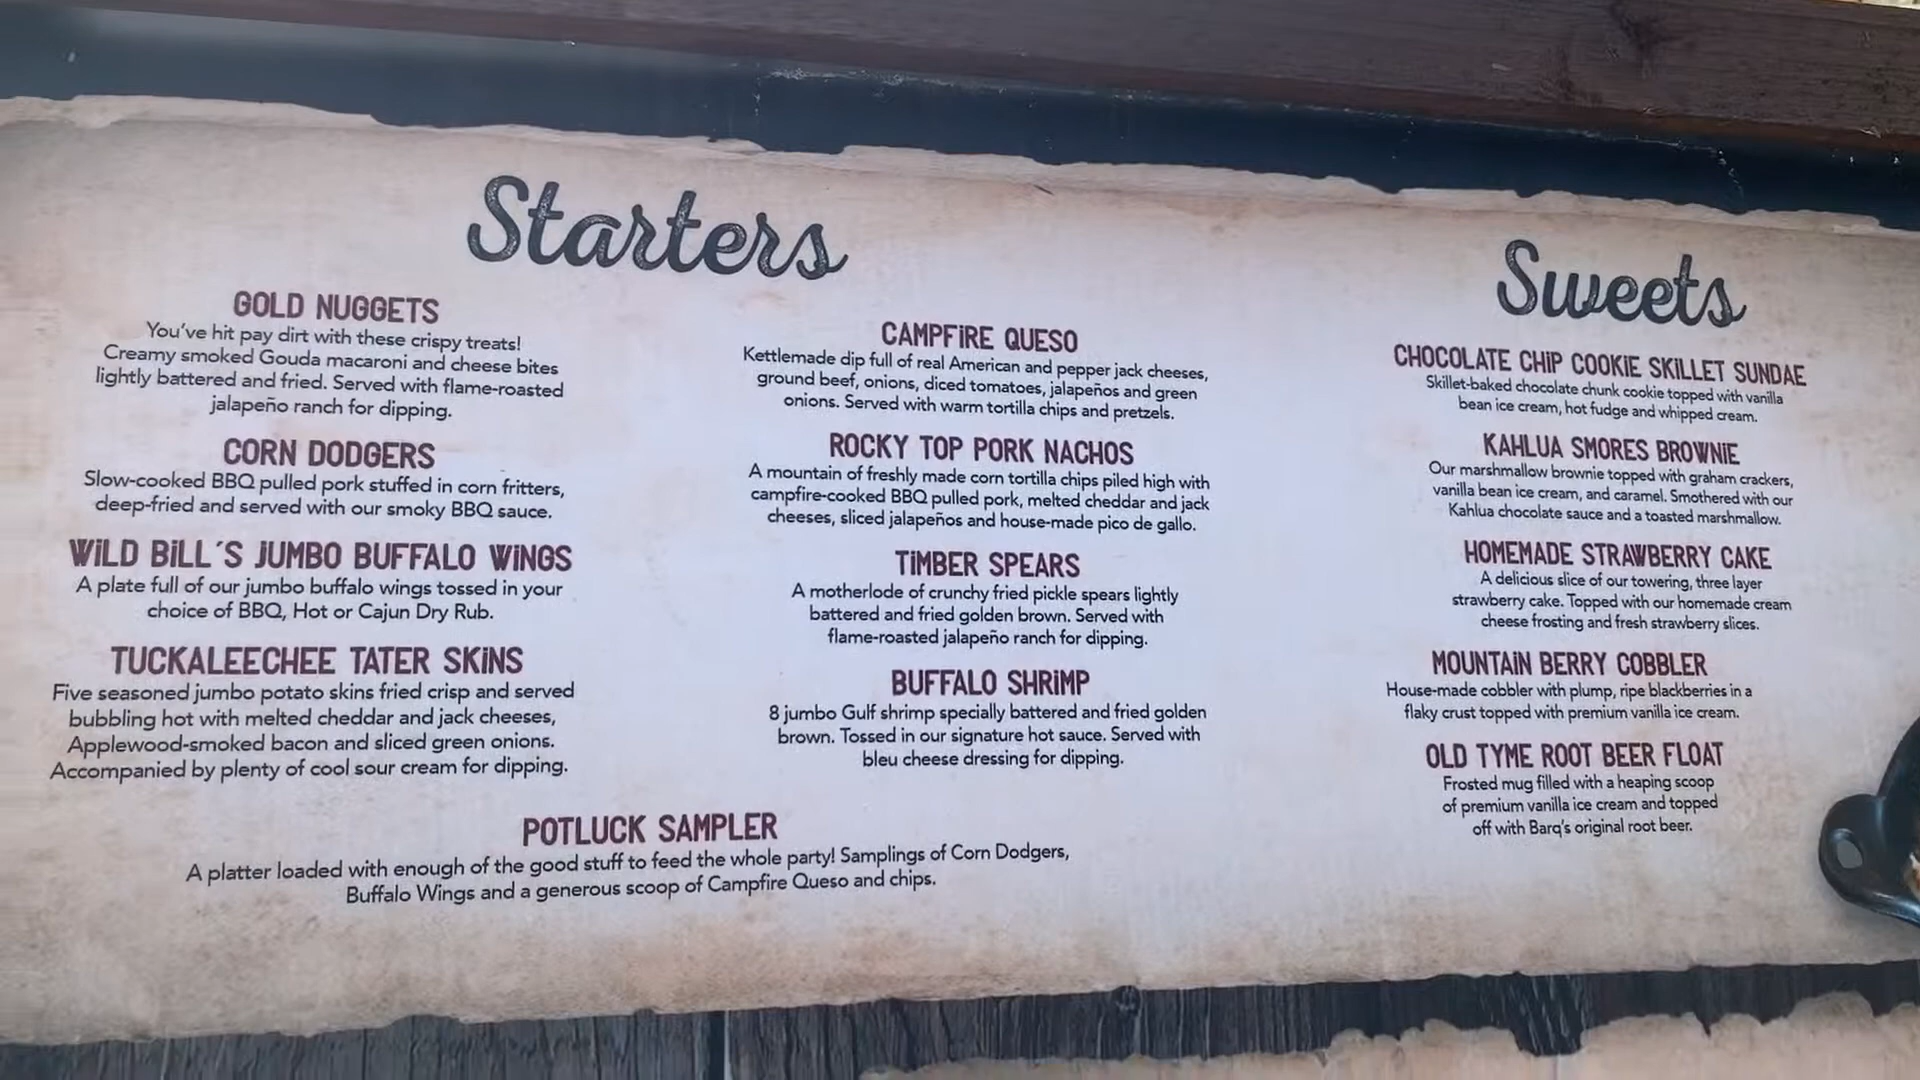 Starters
GOLD NUGGETS
You've hit pay dirt with these crispy treats!
Creamy smoked Gouda macaroni and cheese bites
lightly battered and fried. Served with flame-roasted
jalapeño ranch for dipping.
CORN DODGERS
Slow-cooked BBQ pulled pork stuffed in corn fritters,
deep-fried and served with our smoky BBQ sauce.
WiLD BiLL'S JUMBO BUFFALO WiNGS
A plate full of our jumbo buffalo wings tossed in your
choice of BBQ, Hot or Cajun Dry Rub.
TUCKALEECHEE TATER SKiNS
Five seasoned jumbo potato skins fried crisp and served
bubbling hot with melted cheddar and jack cheeses,
Applewood-smoked bacon and sliced green onions.
Accompanied by plenty of cool sour cream for dipping.
CAMPFiRE QUESO
Kettlemade dip full of real American and pepper jack cheeses,
ground beef, onions, diced tomatoes, jalapeños and green
onions. Served with warm tortilla chips and pretzels.
ROCKY TOP PORK NACHOS
A mountain of freshly made corn tortilla chips piled high with
campfire-cooked BBQ pulled pork, melted cheddar and jack
cheeses, sliced jalapeños and house-made pico de gallo.
TiMBER SPEARS
A motherlode of crunchy fried pickle spears lightly
battered and fried golden brown. Served with
flame-roasted jalapeño ranch for dipping.
BUFFALO SHRiMP
8 jumbo Gulf shrimp specially battered and fried golden
brown. Tossed in our signature hot sauce. Served with
bleu cheese dressing for dipping.
POTLUCK SAMPLER
A platter loaded with enough of the good stuff to feed the whole party! Samplings of Corn Dodgers,
Buffalo Wings and a generous scoop of Campfire Queso and chips.
Sweets
CHOCOLATE CHiP COOKiE SKiLLET SUNDAE
Skillet-baked chocolate chunk cookie topped with vanilla
bean ice cream, hot fudge and whipped cream.
KAHLUA SMORES BROWNiE
Our marshmallow brownie topped with graham crackers,
vanilla bean ice cream, and caramel. Smothered with our
Kahlua chocolate sauce and a toasted marshmallow.
HOMEMADE STRAWBERRY CAKE
A delicious slice of our towering, three layer
strawberry cake. Topped with our homemade cream
cheese frosting and fresh strawberry slices.
MOUNTAiN BERRY COBBLER
House-made cobbler with plump, ripe blackberries in a
flaky crust topped with premium vanilla ice cream.
OLD TYME ROOT BEER FLOAT
Frosted mug filled with a heaping scoop
of premium vanilla ice cream and topped
off with Barq's original root beer.